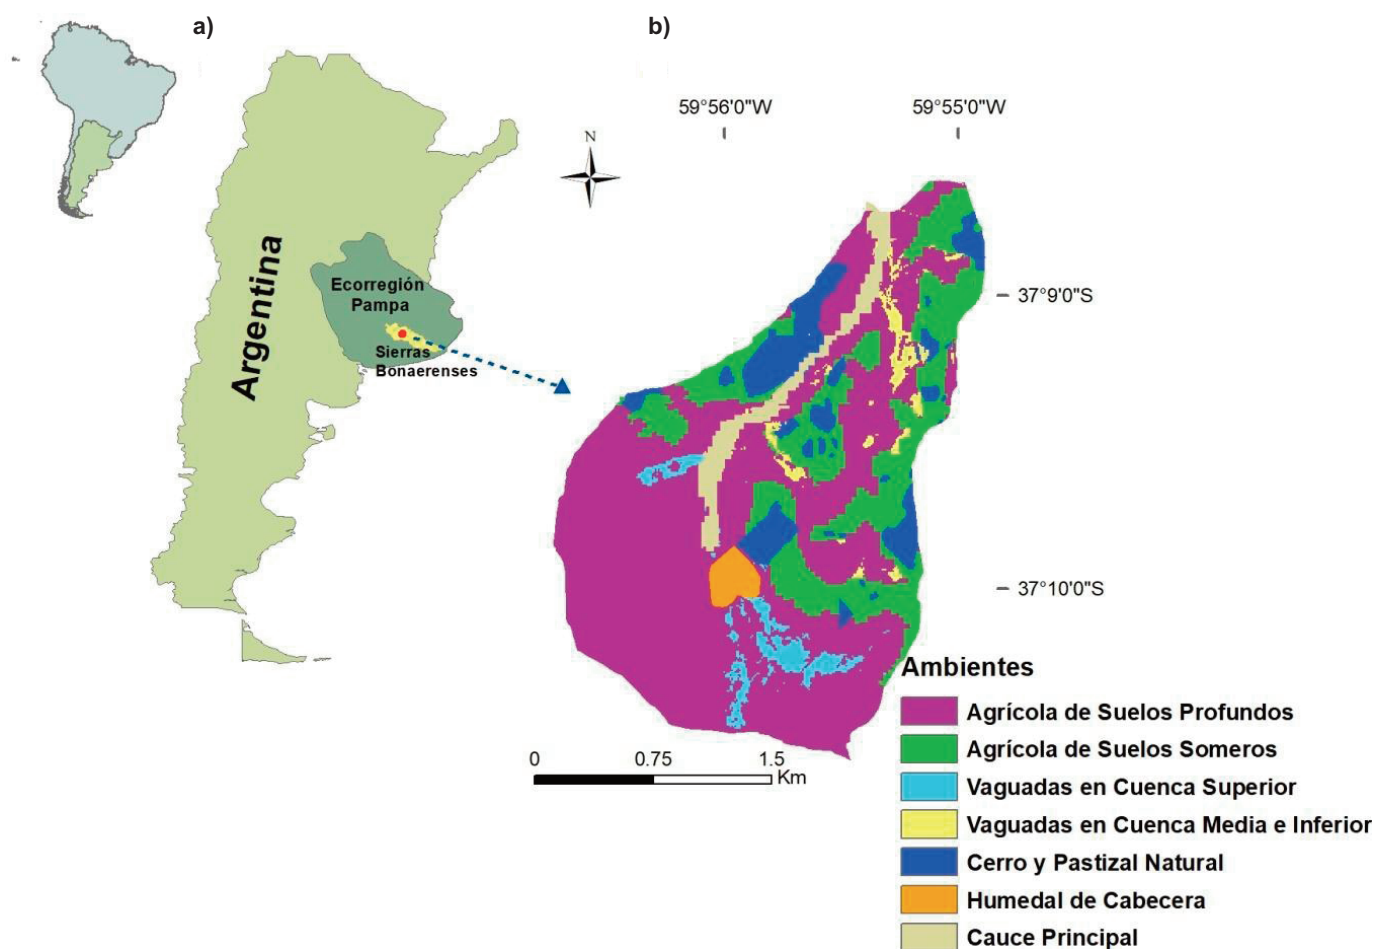 a)
b)
59°56'0"W
59°55'0"W
N
Argentina
Ecorregión
Pampa
Sierras
Bonaerenses
37°9'0"S
37°10'0"S
Ambientes
Agrícola de Suelos Profundos
Agrícola de Suelos Someros
Vaguadas en Cuenca Superior
Vaguadas en Cuenca Media e Inferior
Cerro y Pastizal Natural
Humedal de Cabecera
Cauce Principal
0 0.75 1.5
Km